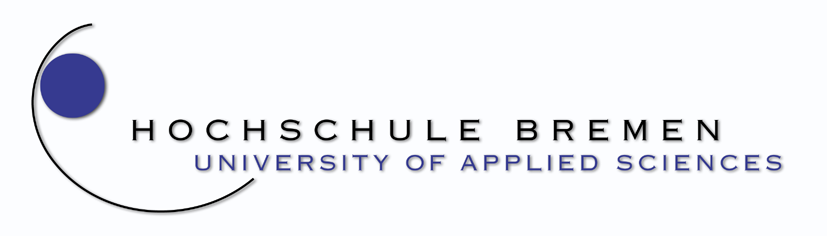 HOCHSCHULE BREMEN
UNIVERSITY OF APPLIED SCIENCES